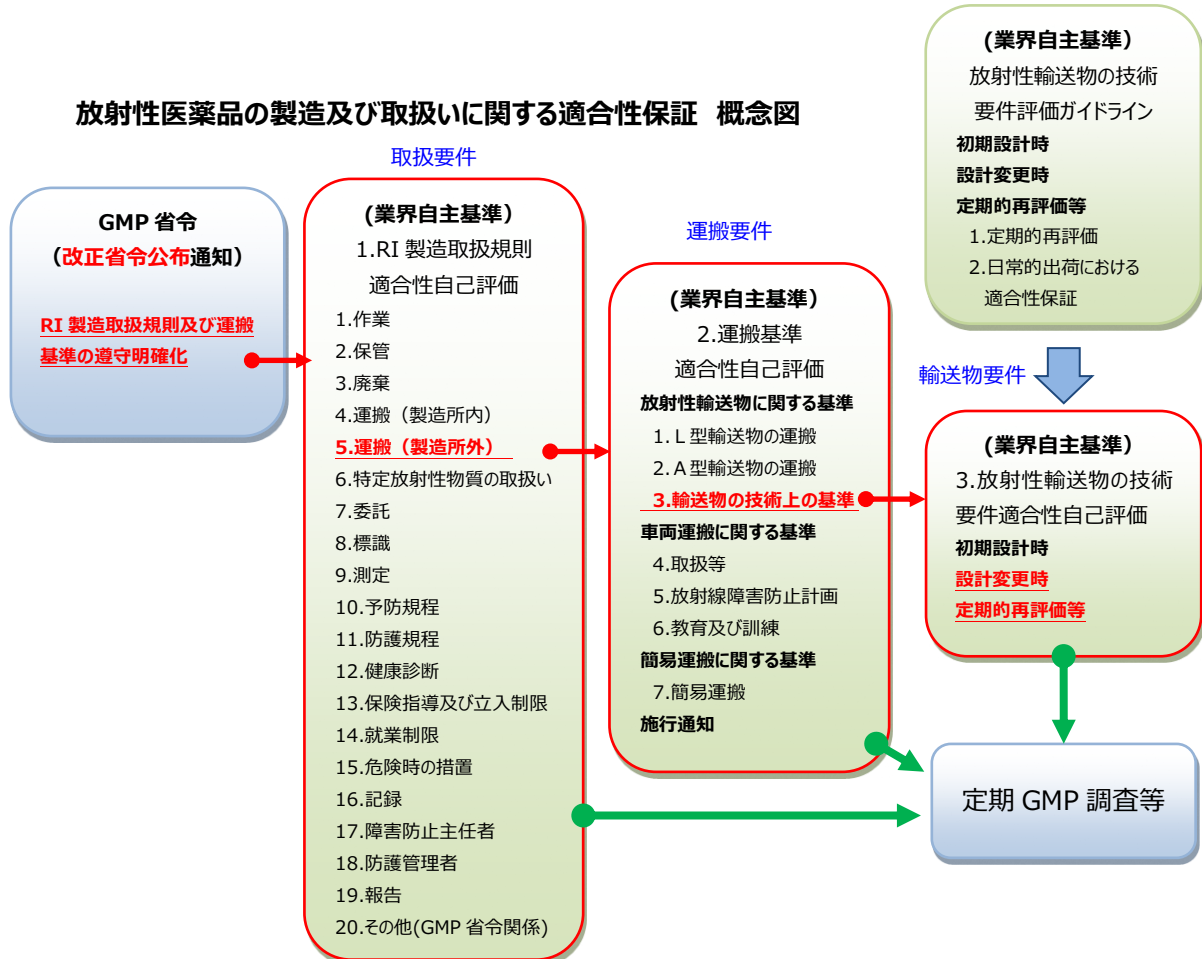 放射性医薬品の製造及び取扱いに関する適合性保証 概念図
GMP 省令
（改正省令公布通知）
RI 製造取扱規則及び運搬
基準の遵守明確化
取扱要件
(業界自主基準）
1.RI 製造取扱規則
適合性自己評価
1.作業
2.保管
3.廃棄
4.運搬（製造所内）
5.運搬（製造所外）
6.特定放射性物質の取扱い
7.委託
8.標識
9.測定
10.予防規程
11.防護規程
12.健康診断
13.保険指導及び立入制限
14.就業制限
15.危険時の措置
16.記録
17.障害防止主任者
18.防護管理者
19.報告
20.その他(GMP 省令関係)
運搬要件
(業界自主基準）
2.運搬基準
適合性自己評価
放射性輸送物に関する基準
1.Ｌ型輸送物の運搬
2.Ａ型輸送物の運搬
3.輸送物の技術上の基準
車両運搬に関する基準
4.取扱等
5.放射線障害防止計画
6.教育及び訓練
簡易運搬に関する基準
7.簡易運搬
施行通知
(業界自主基準）
放射性輸送物の技術
要件評価ガイドライン
初期設計時
設計変更時
定期的再評価等
1.定期的再評価
2.日常的出荷における
適合性保証
輸送物要件
(業界自主基準）
3.放射性輸送物の技術
要件適合性自己評価
初期設計時
設計変更時
定期的再評価等
定期 GMP 調査等